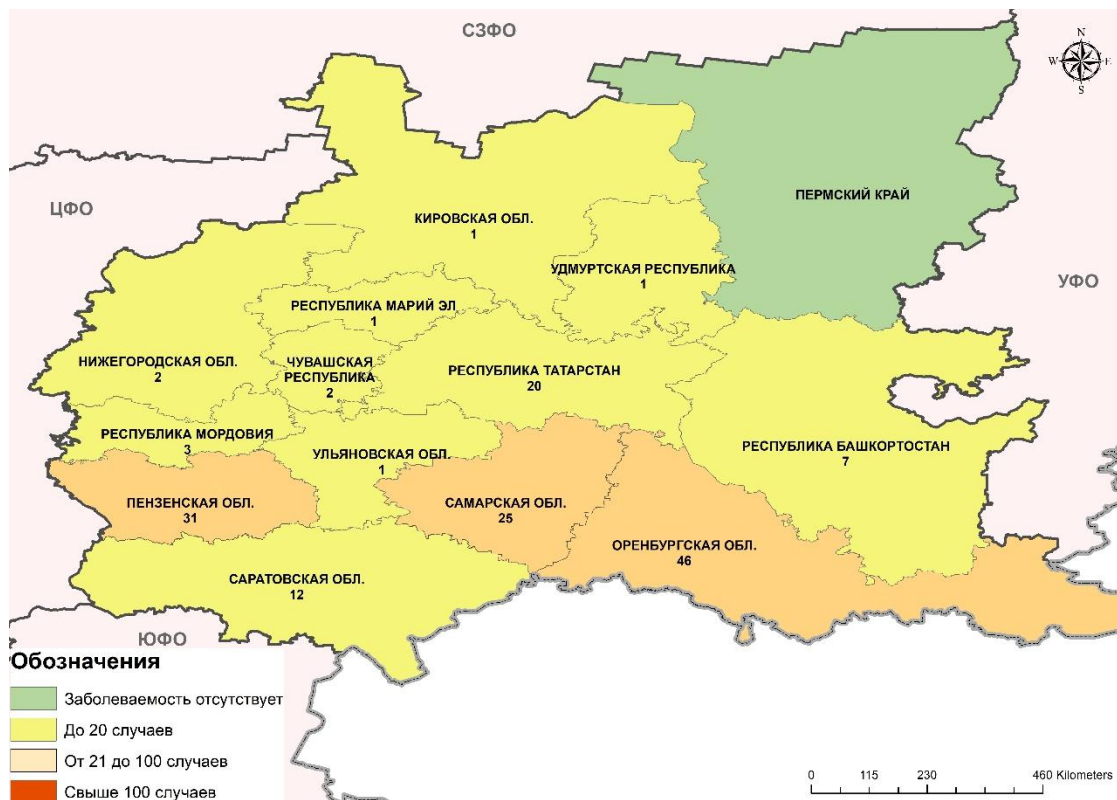 СЗФО
N
W E
S
ПЕРМСКИЙ КРАЙ
ЦФО
КИРОВСКАЯ ОБЛ.
1
УДМУРТСКАЯ РЕСПУБЛИКА
1
УФО
РЕСПУБЛИКА МАРИЙ ЭЛ
1
НИЖЕГОРОДСКАЯ ОБЛ.
2
ЧУВАШСКАЯ
РЕСПУБЛИКА
2
РЕСПУБЛИКА ТАТАРСТАН
20
РЕСПУБЛИКА МОРДОВИЯ
3
УЛЬЯНОВСКАЯ ОБЛ.
1
РЕСПУБЛИКА БАШКОРТОСТАН
7
ПЕНЗЕНСКАЯ ОБЛ.
31
САМАРСКАЯ ОБЛ.
25
ОРЕНБУРГСКАЯ ОБЛ.
46
САРАТОВСКАЯ ОБЛ.
12
ЮФО
Обозначения
Заболеваемость отсутствует
До 20 случаев
От 21 до 100 случаев
Свыше 100 случаев
0 115 230 460 Kilometers